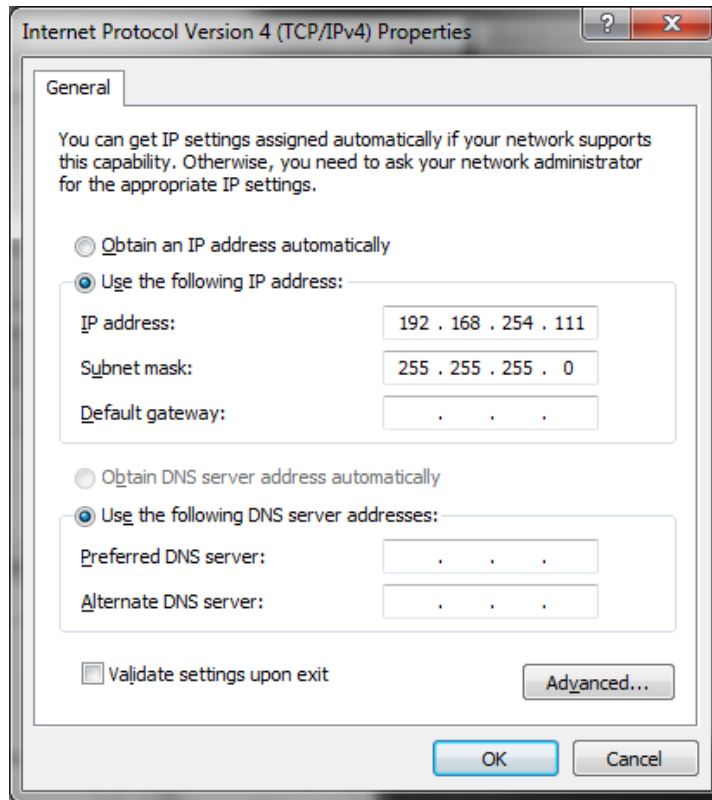 Internet Protocol Version 4 (TCP/IPv4) Properties
?
X
General
You can get IP settings assigned automatically if your network supports
this capability. Otherwise, you need to ask your network administrator
for the appropriate IP settings.
Obtain an IP address automatically
Use the following IP address:
IP address: 192 . 168 . 254 . 111
Subnet mask: 255 . 255 . 255 . 0
Default gateway: . . .
Obtain DNS server address automatically
Use the following DNS server addresses:
Preferred DNS server: . . .
Alternate DNS server: . . .
Validate settings upon exit
Advanced...
OK Cancel